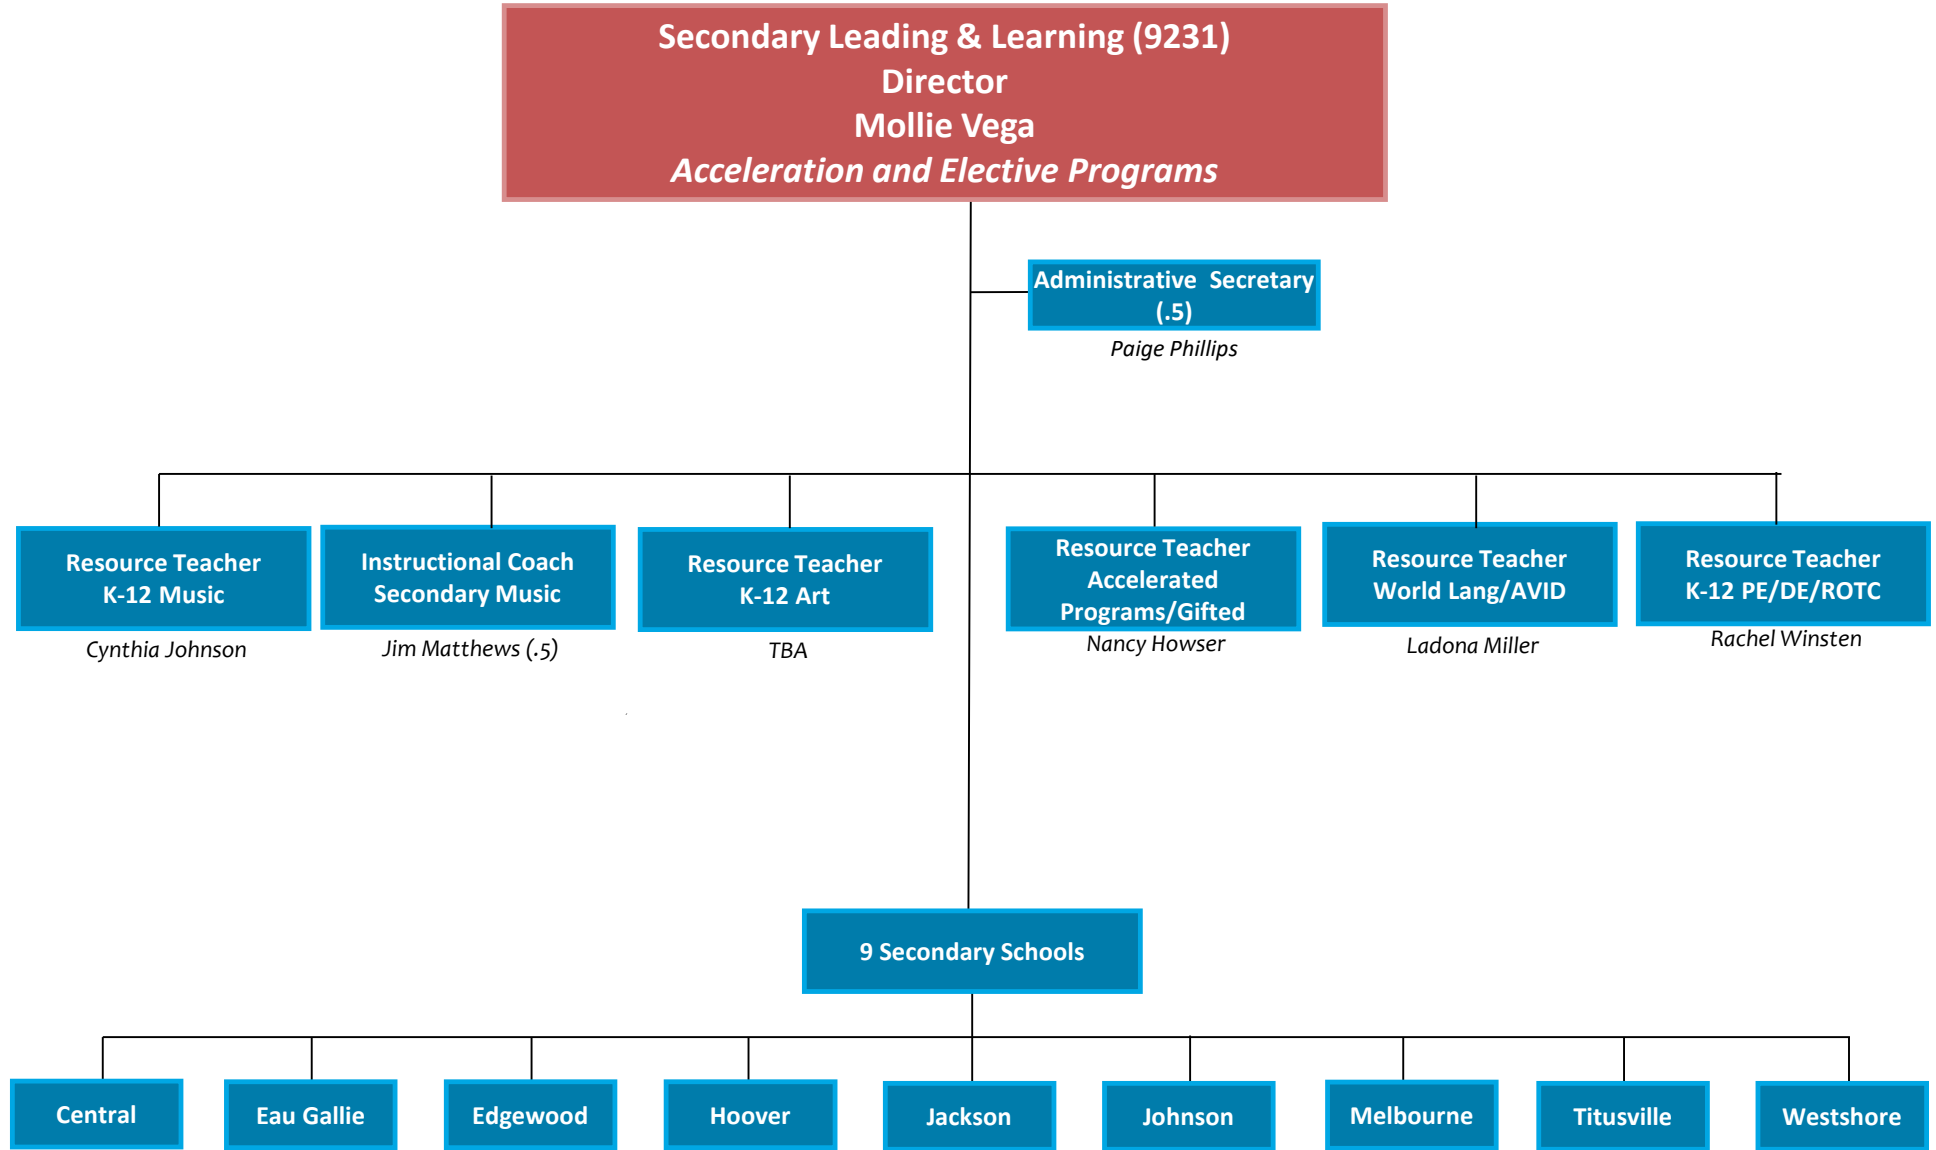 Secondary Leading & Learning (9231)
Director
Mollie Vega
Acceleration and Elective Programs
Administrative Secretary
(.5)
Paige Phillips
Resource Teacher
K-12 Music
Cynthia Johnson
Instructional Coach
Secondary Music
Jim Matthews (.5)
Resource Teacher
K-12 Art
TBA
Resource Teacher
Accelerated
Programs/Gifted
Nancy Howser
Resource Teacher
World Lang/AVID
Ladona Miller
Resource Teacher
K-12 PE/DE/ROTC
Rachel Winsten
9 Secondary Schools
Central
Eau Gallie
Edgewood
Hoover
Jackson
Johnson
Melbourne
Titusville
Westshore